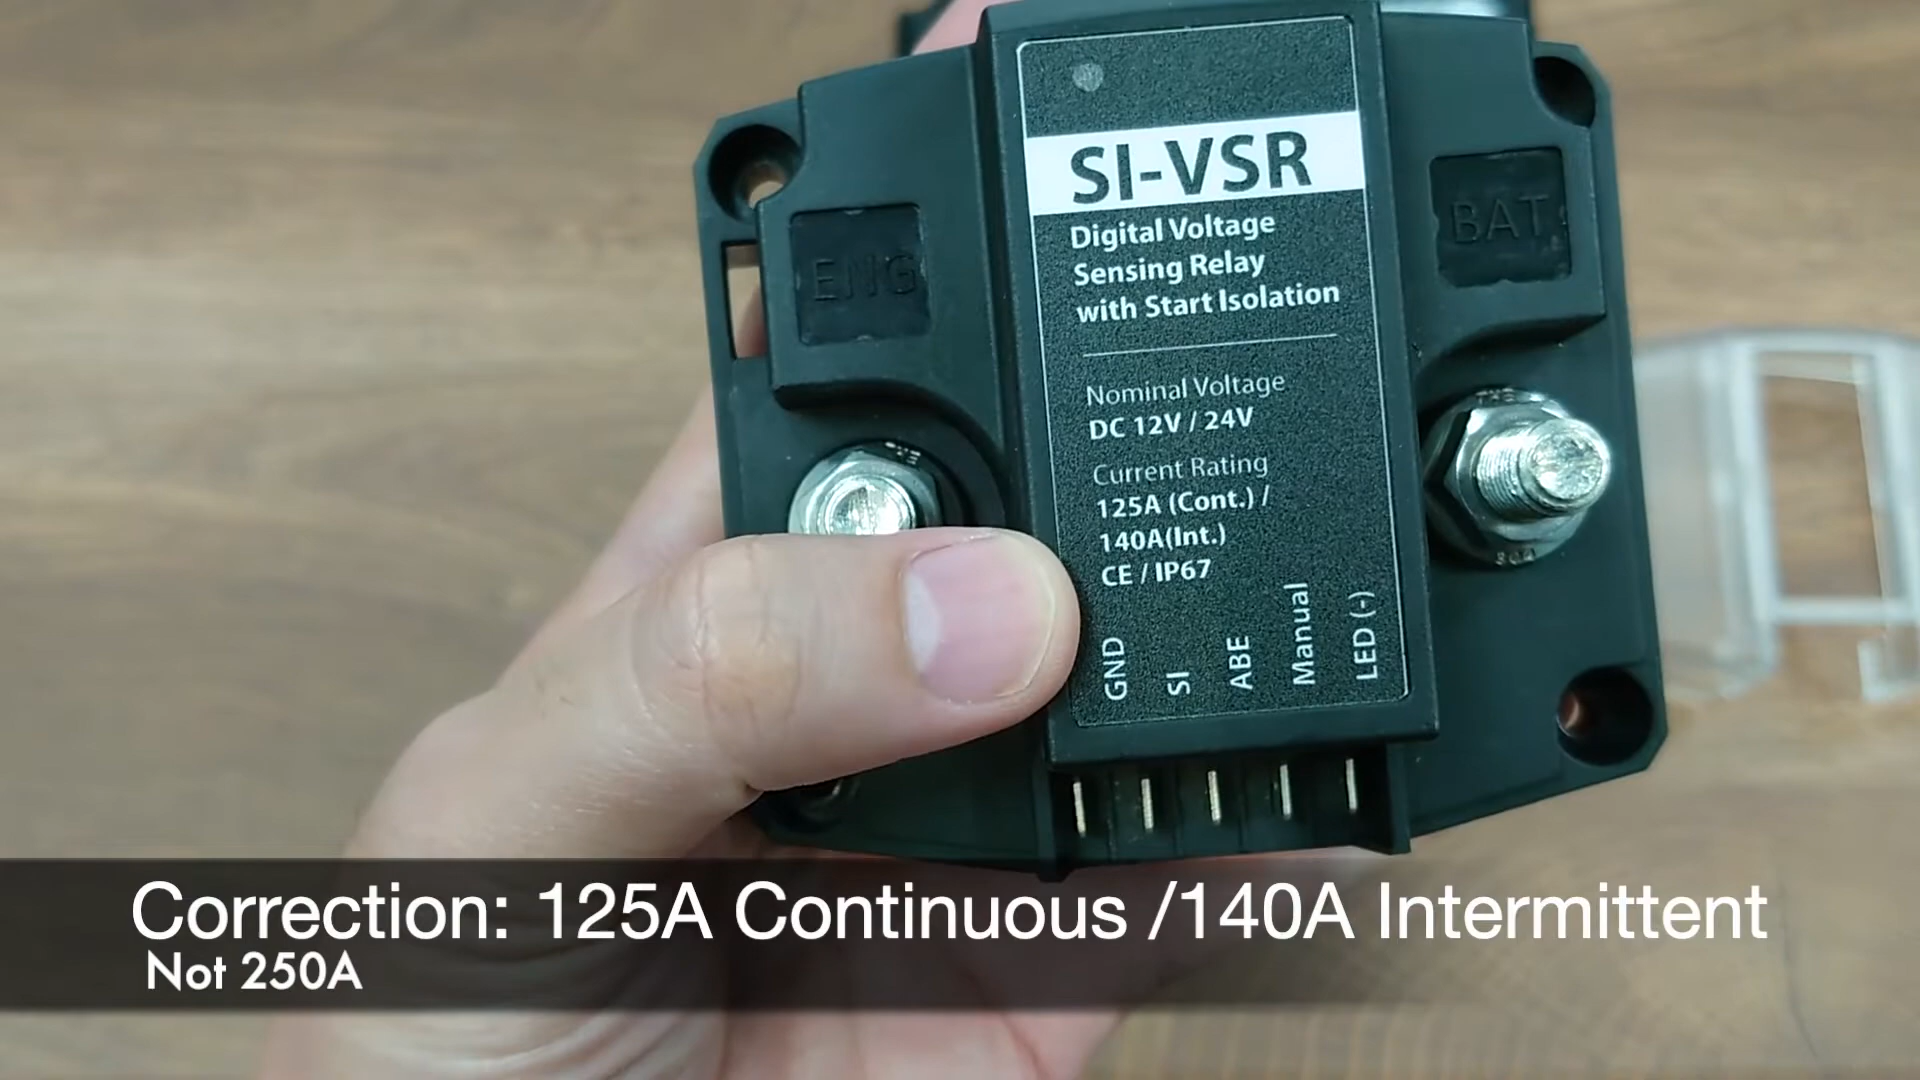 SI-VSR
Digital Voltage
Sensing Relay
with Start Isolation
Nominal Voltage
DC 12V / 24V
Current Rating
125A (Cont.) /
140A(Int.)
CE / IP67
GND
SI
ABE
Manual
LED (-)
ENG
BAT
Correction: 125A Continuous /140A Intermittent
Not 250A